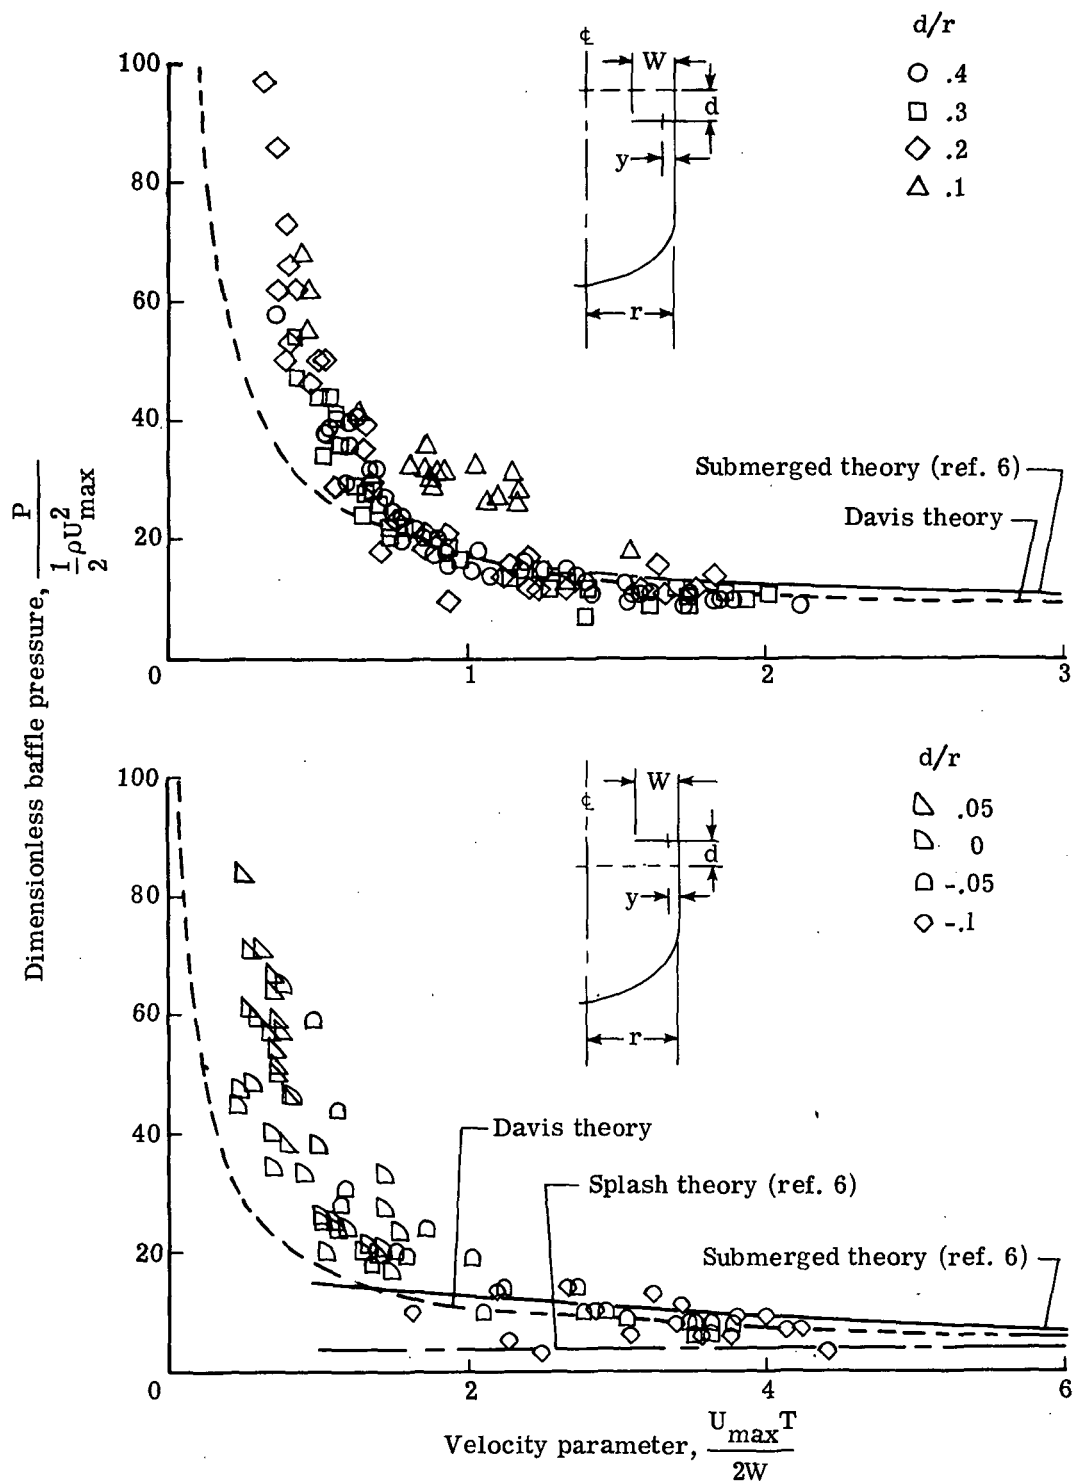 d/r
.4
.3
.2
.1
℄
W
d
y
r
100
80
60
40
20
0
1
2
3
Submerged theory (ref. 6)
Davis theory
Dimensionless baffle pressure, P / 1/2 ρU²max
d/r
.05
0
-.05
-.1
℄
W
d
y
r
100
80
60
40
20
0
2
4
6
Davis theory
Splash theory (ref. 6)
Submerged theory (ref. 6)
Velocity parameter, UmaxT / 2W